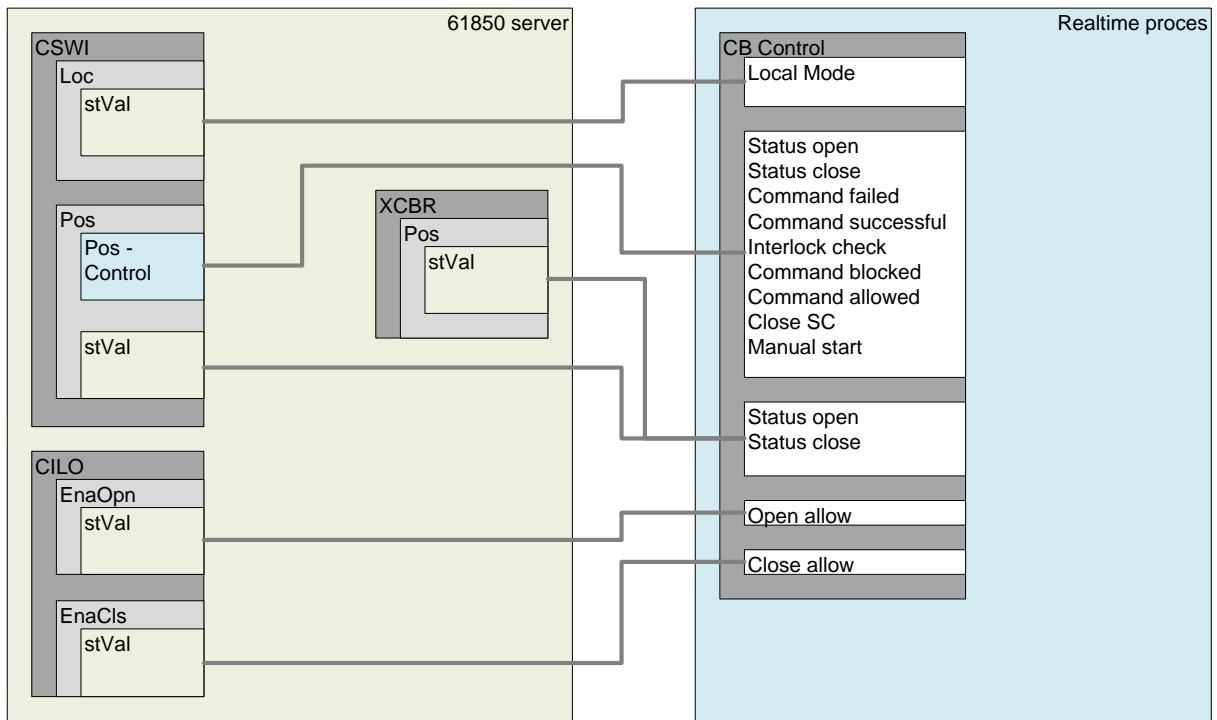 61850 server
CSWI
Loc
stVal
Pos
Pos -
Control
stVal
XCBR
Pos
stVal
CILO
EnaOpn
stVal
EnaCls
stVal
Realtime proces
CB Control
Local Mode
Status open
Status close
Command failed
Command successful
Interlock check
Command blocked
Command allowed
Close SC
Manual start
Status open
Status close
Open allow
Close allow